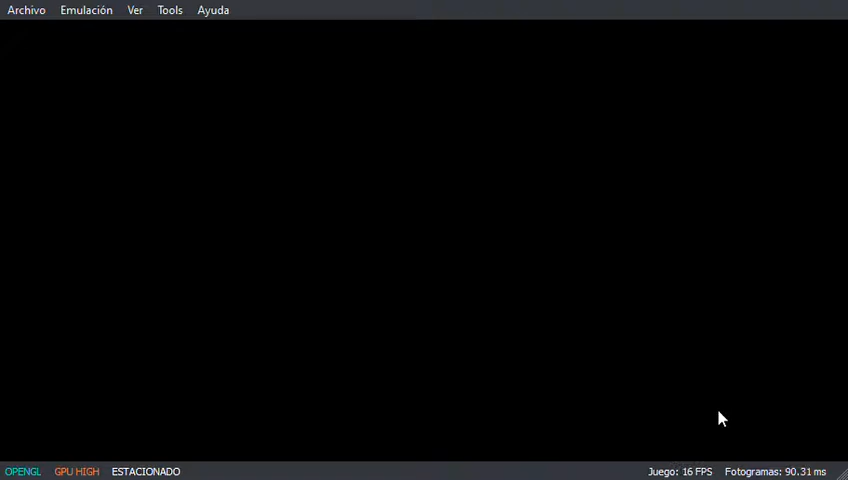 Archivo Emulación Ver Tools Ayuda
OPENGL GPU HIGH ESTACIONADO Juego: 16 FPS Fotogramas: 90.31 ms